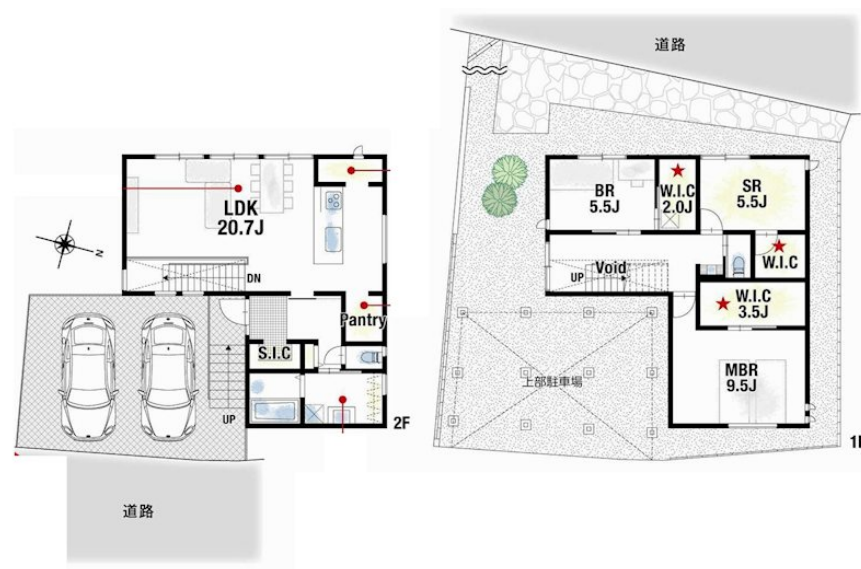 道路
LDK
20.7J
DN
N
Pantry
S.I.C
UP
2F
道路
BR
5.5J
W.I.C
2.0J
SR
5.5J
W.I.C
UP
Void
W.I.C
3.5J
MBR
9.5J
上部駐車場